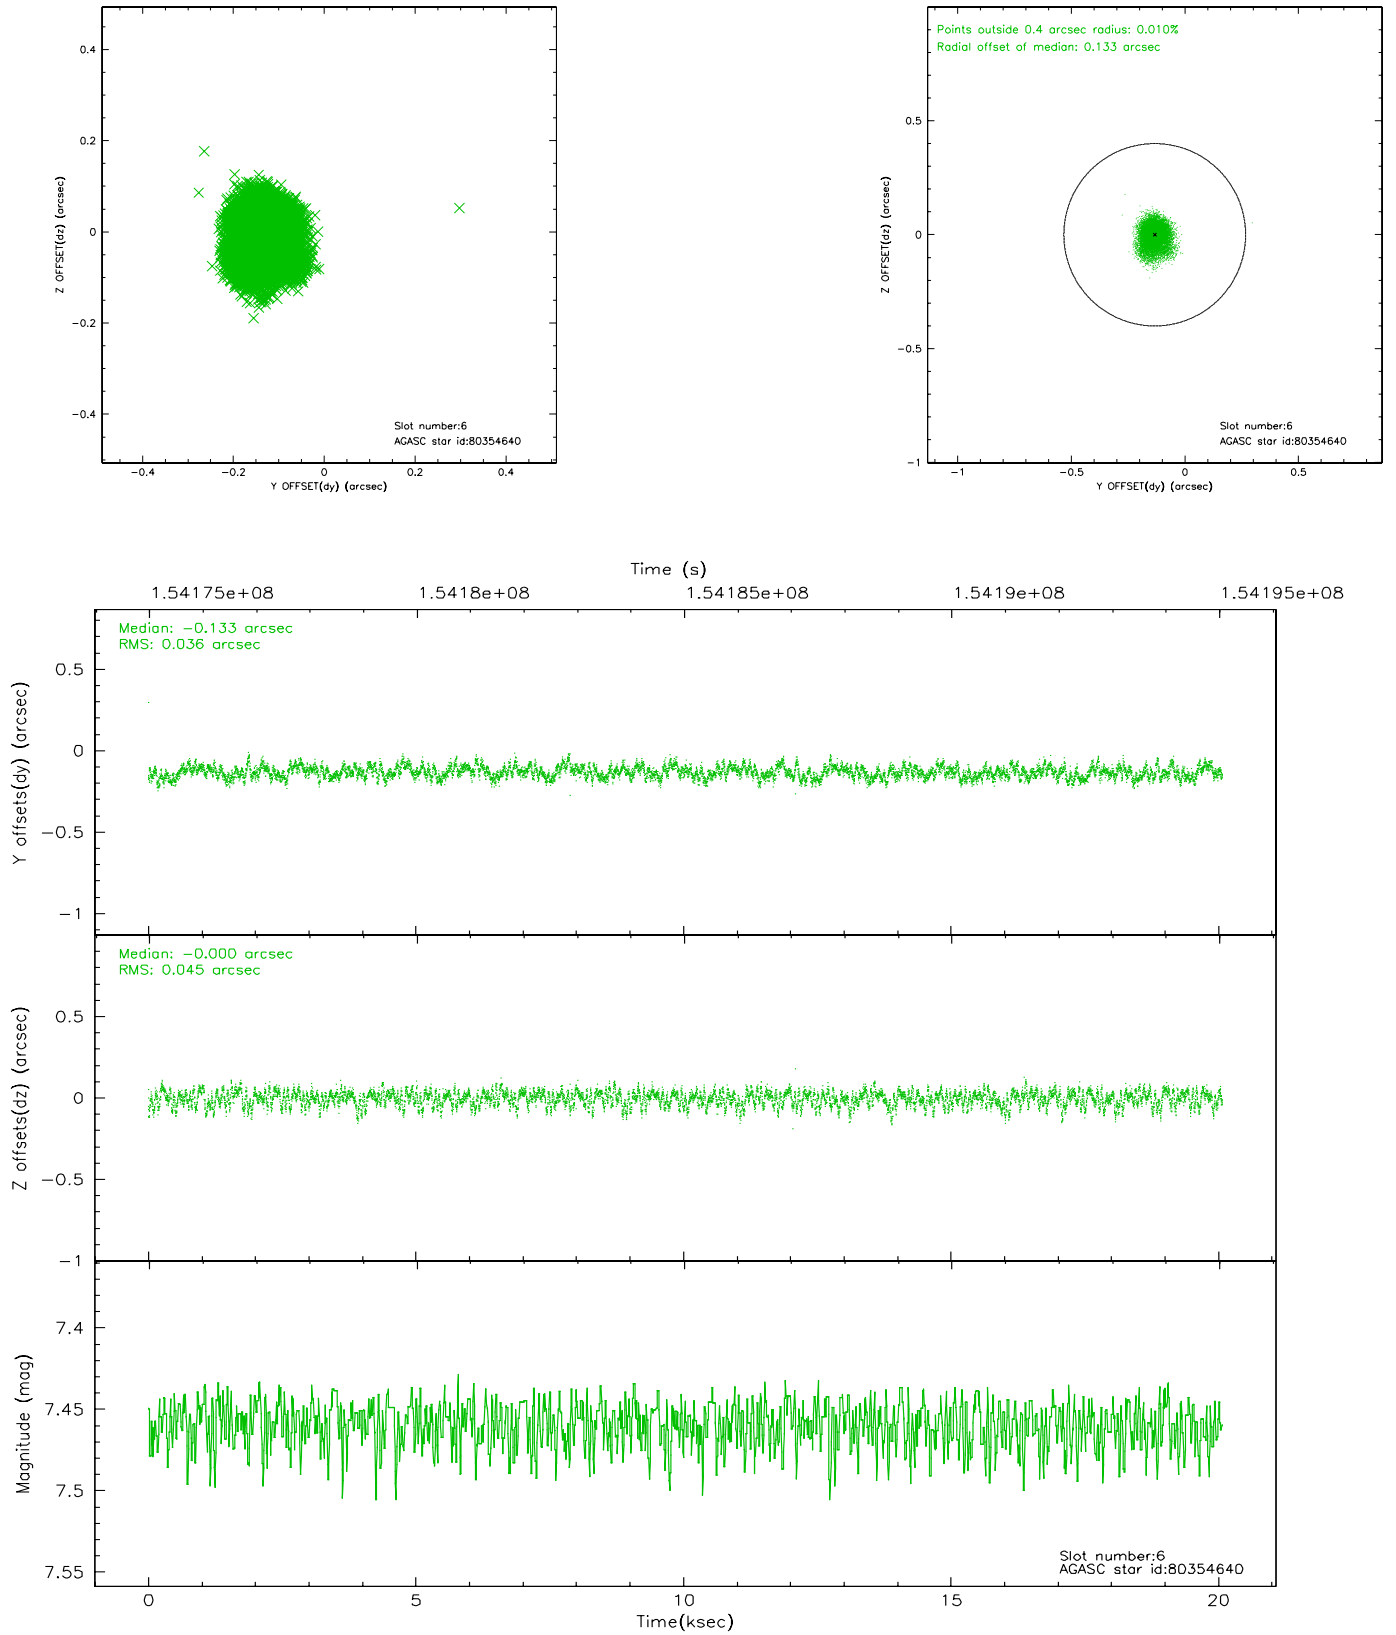 0.4
0.2
0
−0.2
−0.4
Z OFFSET(dz) (arcsec)
Slot number:6
AGASC star id:80354640
−0.4 −0.2 0 0.2 0.4
Y OFFSET(dy) (arcsec)
Points outside 0.4 arcsec radius: 0.010%
Radial offset of median: 0.133 arcsec
0.5
0
−0.5
−1
Z OFFSET(dz) (arcsec)
Slot number:6
AGASC star id:80354640
−1 −0.5 0 0.5
Y OFFSET(dy) (arcsec)
Time (s)
1.54175e+08 1.5418e+08 1.54185e+08 1.5419e+08 1.54195e+08
Median: −0.133 arcsec
RMS: 0.036 arcsec
0.5
0
−0.5
−1
Y offsets(dy) (arcsec)
Median: −0.000 arcsec
RMS: 0.045 arcsec
0.5
0
−0.5
−1
Z offsets(dz) (arcsec)
7.4
7.45
7.5
7.55
Magnitude (mag)
Slot number:6
AGASC star id:80354640
0 5 10 15 20
Time(ksec)